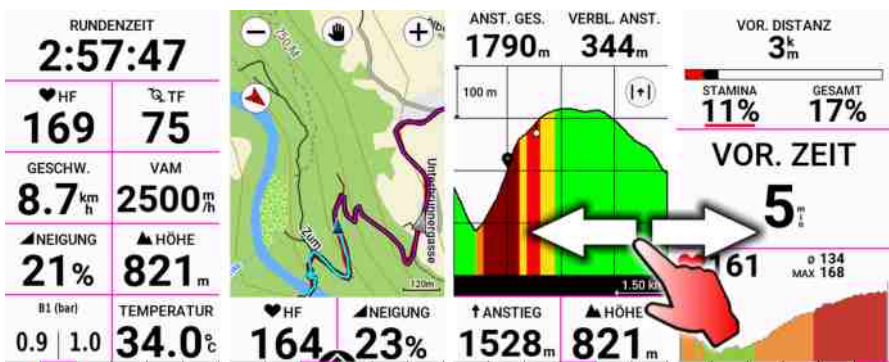 RUNDENZEIT
2:57:47
HF
TF
169
75
GESCHW.
VAM
8.7 km/h
2500 m/h
NEIGUNG
HÖHE
21%
821 m
B1 (bar)
TEMPERATUR
0.9 | 1.0
34.0 °C
750 M
Zum
Unterbrunnergasse
120m
HF
NEIGUNG
164
23%
ANST. GES.
VERBL. ANST.
1790 m
344 m
100 m
1.50 km
ANSTIEG
HÖHE
1528 m
821 m
VOR. DISTANZ
3 km
STAMINA
GESAMT
11%
17%
VOR. ZEIT
5 min
161
Ø 134
MAX 168